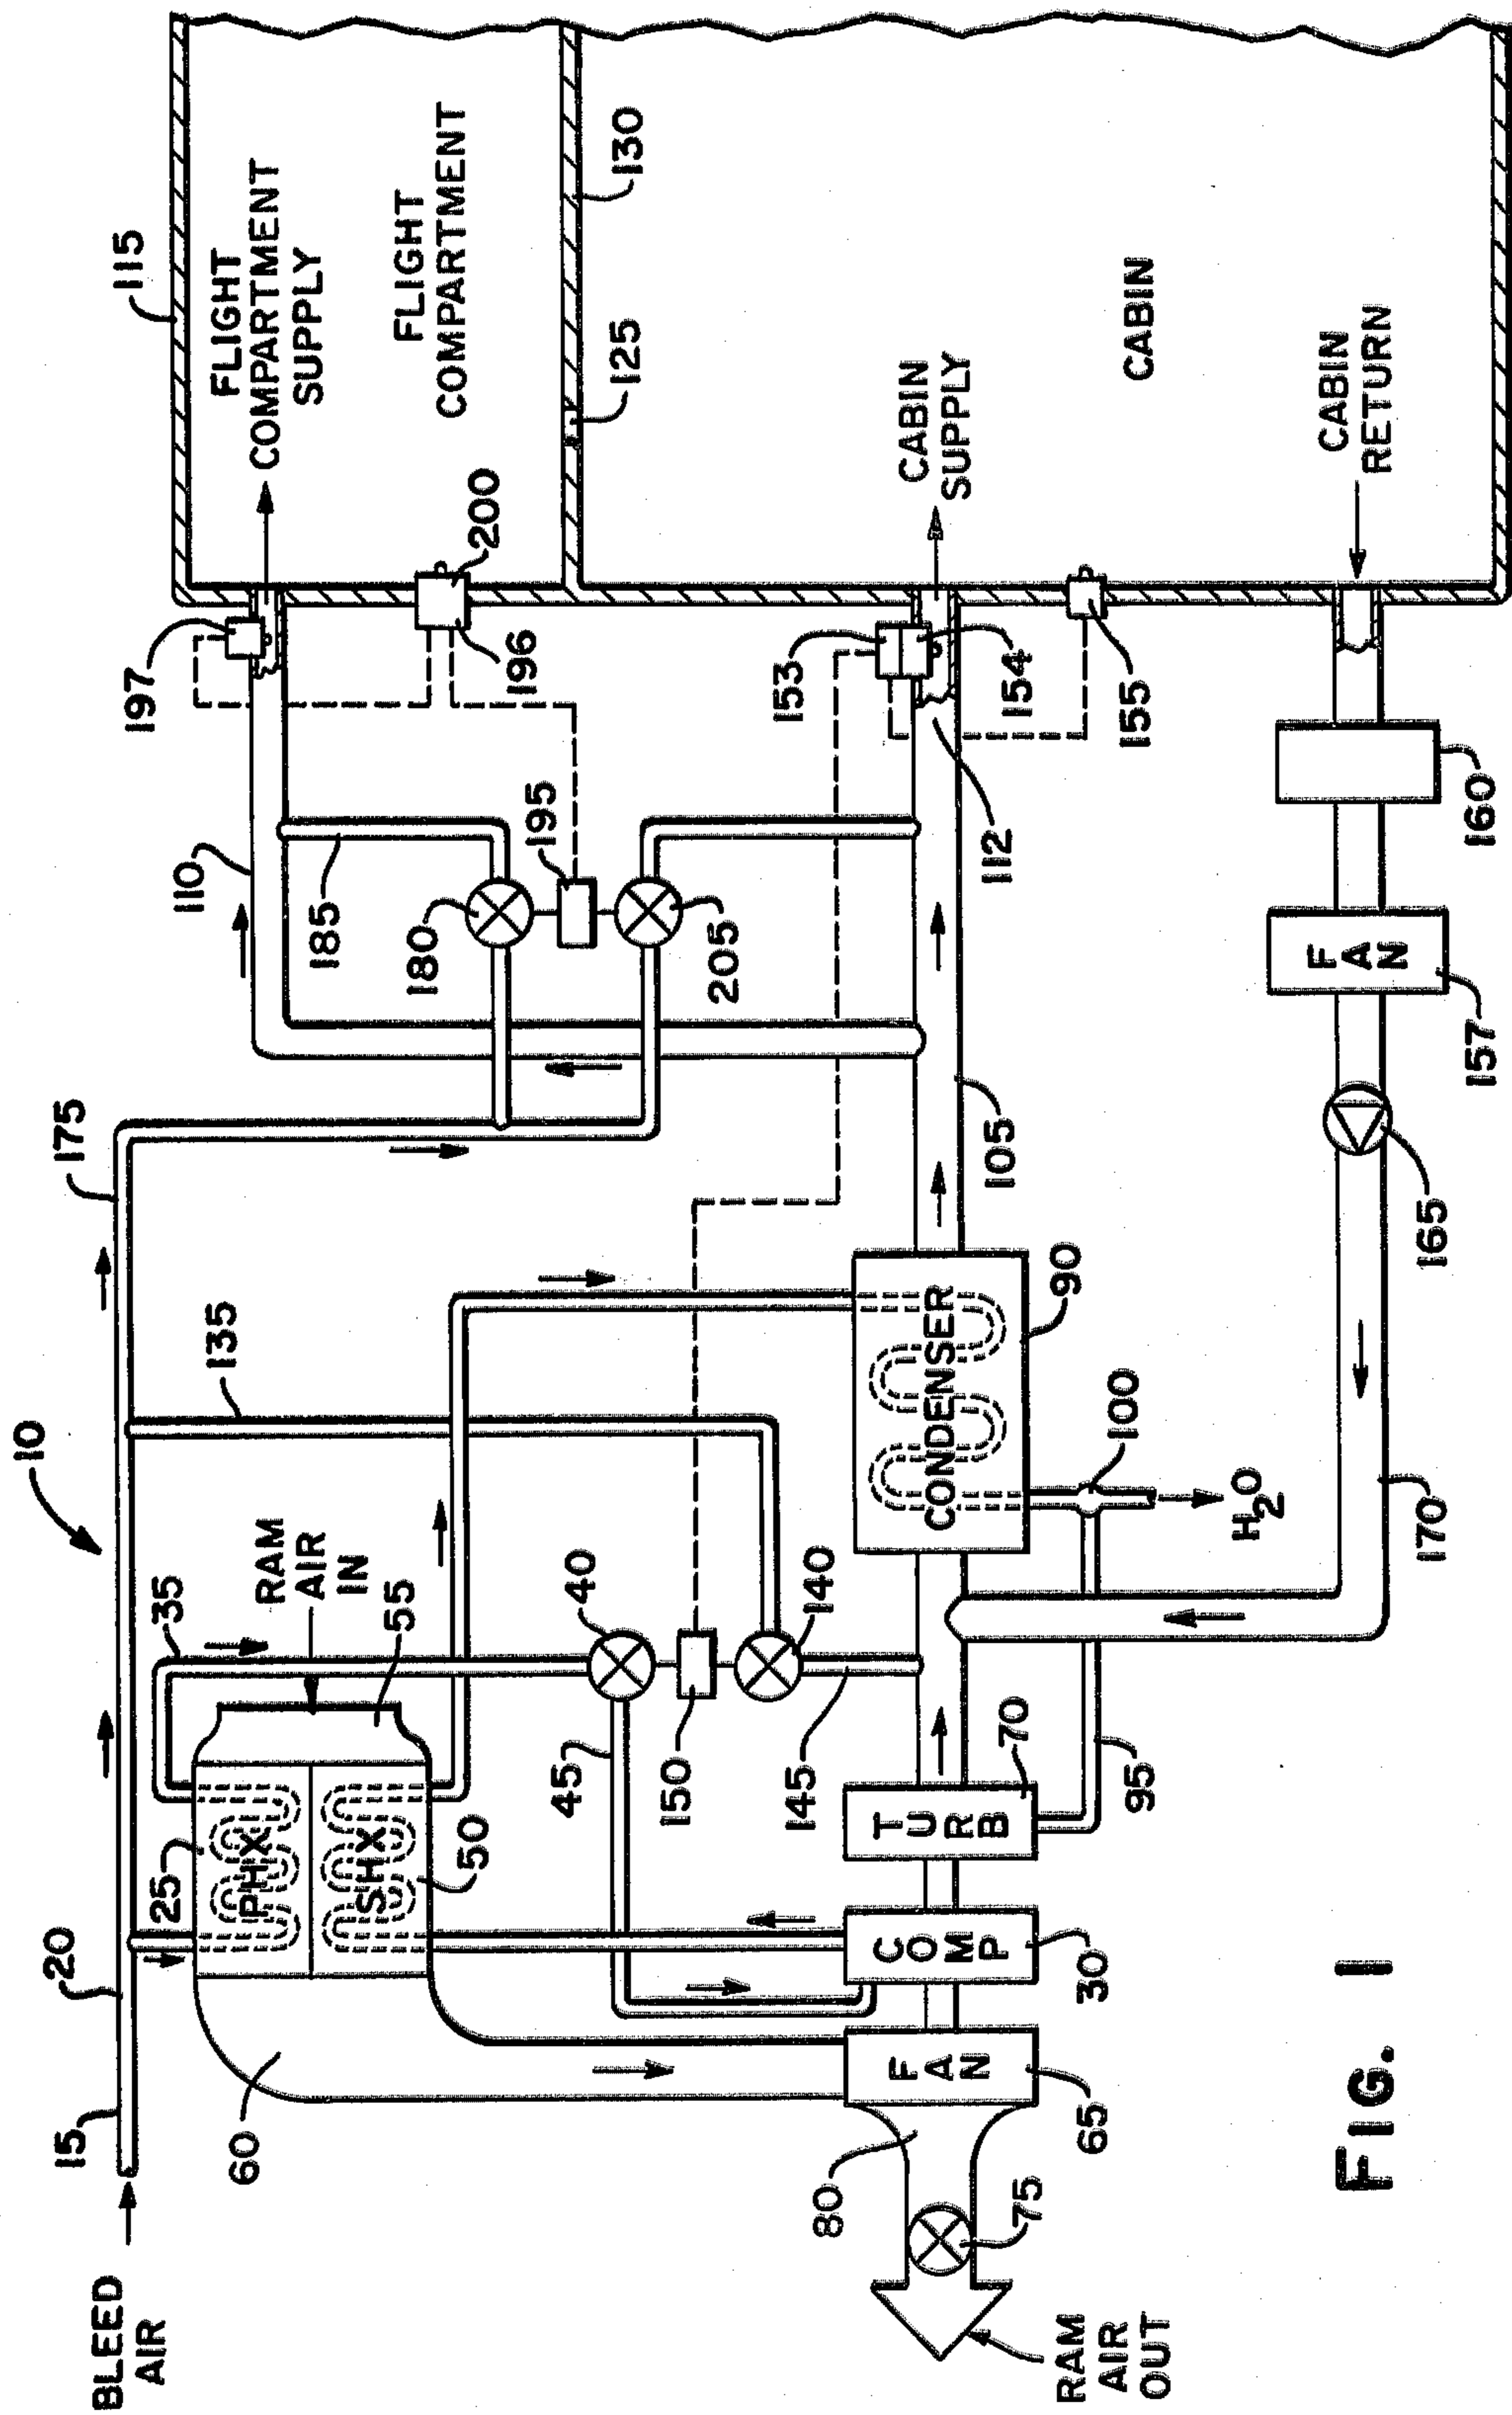 10
BLEED
AIR
15
20
175
135
35
RAM
AIR
IN
55
25
PHX
SHX
50
60
45
40
150
140
145
110
185
180
195
205
197
196
200
115
FLIGHT
COMPARTMENT
SUPPLY
FLIGHT
COMPARTMENT
125
130
153
154
155
112
CABIN
SUPPLY
CABIN
CABIN
RETURN
RAM
AIR
OUT
80
75
FAN
65
COMP
30
TURB
70
95
CONDENSER
90
100
H2O
105
170
165
FAN
157
160
FIG. 1